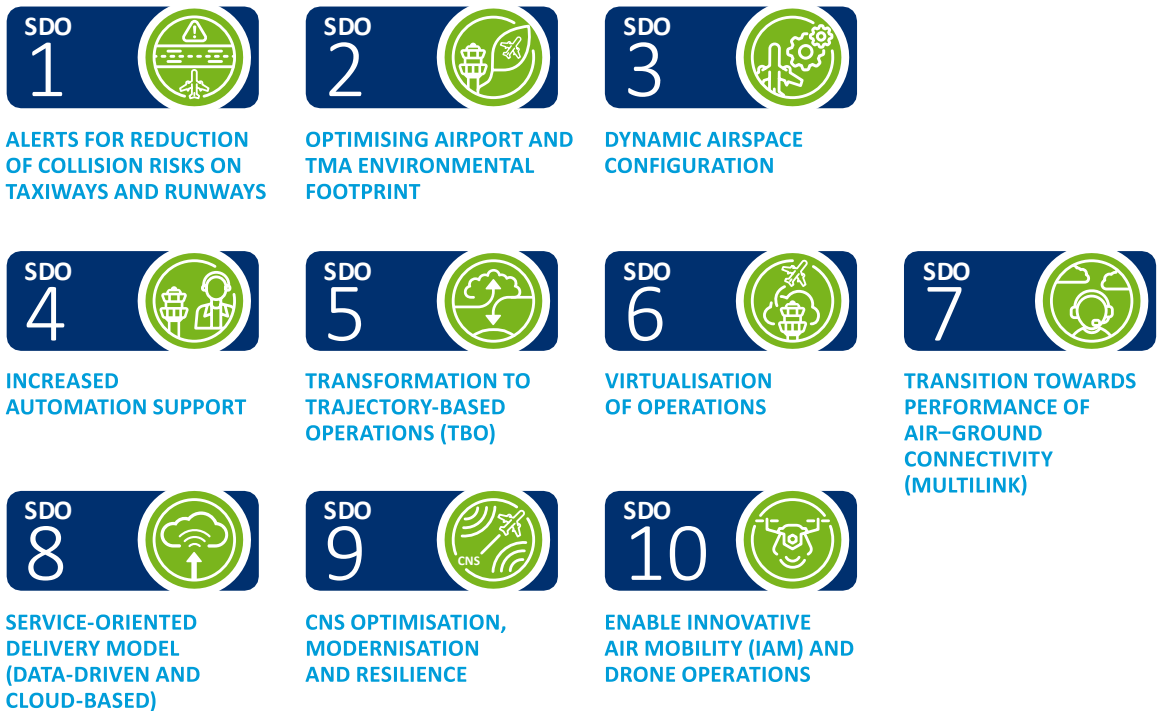 SDO
1
ALERTS FOR REDUCTION
OF COLLISION RISKS ON
TAXIWAYS AND RUNWAYS
SDO
2
OPTIMISING AIRPORT AND
TMA ENVIRONMENTAL
FOOTPRINT
SDO
3
DYNAMIC AIRSPACE
CONFIGURATION
SDO
4
INCREASED
AUTOMATION SUPPORT
SDO
5
TRANSFORMATION TO
TRAJECTORY-BASED
OPERATIONS (TBO)
SDO
6
VIRTUALISATION
OF OPERATIONS
SDO
7
TRANSITION TOWARDS
PERFORMANCE OF
AIR–GROUND
CONNECTIVITY
(MULTILINK)
SDO
8
SERVICE-ORIENTED
DELIVERY MODEL
(DATA-DRIVEN AND
CLOUD-BASED)
SDO
9
CNS
CNS OPTIMISATION,
MODERNISATION
AND RESILIENCE
SDO
10
ENABLE INNOVATIVE
AIR MOBILITY (IAM) AND
DRONE OPERATIONS